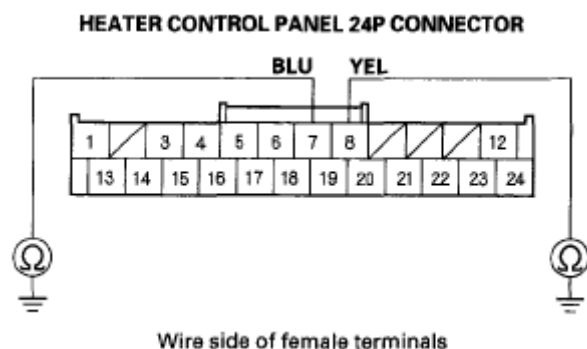 HEATER CONTROL PANEL 24P CONNECTOR
BLU YEL
1 3 4 5 6 7 8 12
13 14 15 16 17 18 19 20 21 22 23 24
Ω Ω
Wire side of female terminals